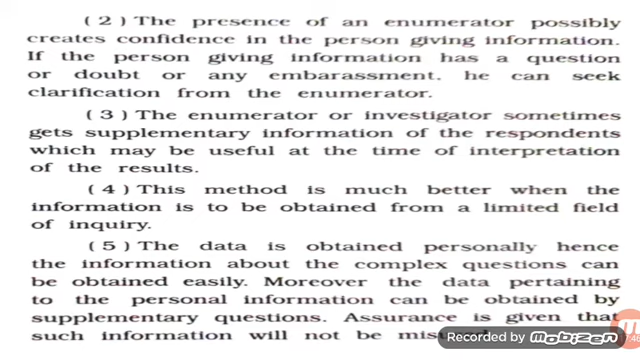 ( 2 ) The presence of an enumerator possibly
creates confidence in the person giving information.
If the person giving information has a question
or doubt or any embarassment, he can seek
clarification from the enumerator.
( 3 ) The enumerator or investigator sometimes
gets supplementary information of the respondents
which may be useful at the time of interpretation
of the results.
( 4 ) This method is much better when the
information is to be obtained from a limited field
of inquiry.
( 5 ) The data is obtained personally hence
the information about the complex questions can
be obtained easily. Moreover the data pertaining
to the personal information can be obtained by
supplementary questions. Assurance is given that
such information will not be
Recorded by Mobizen